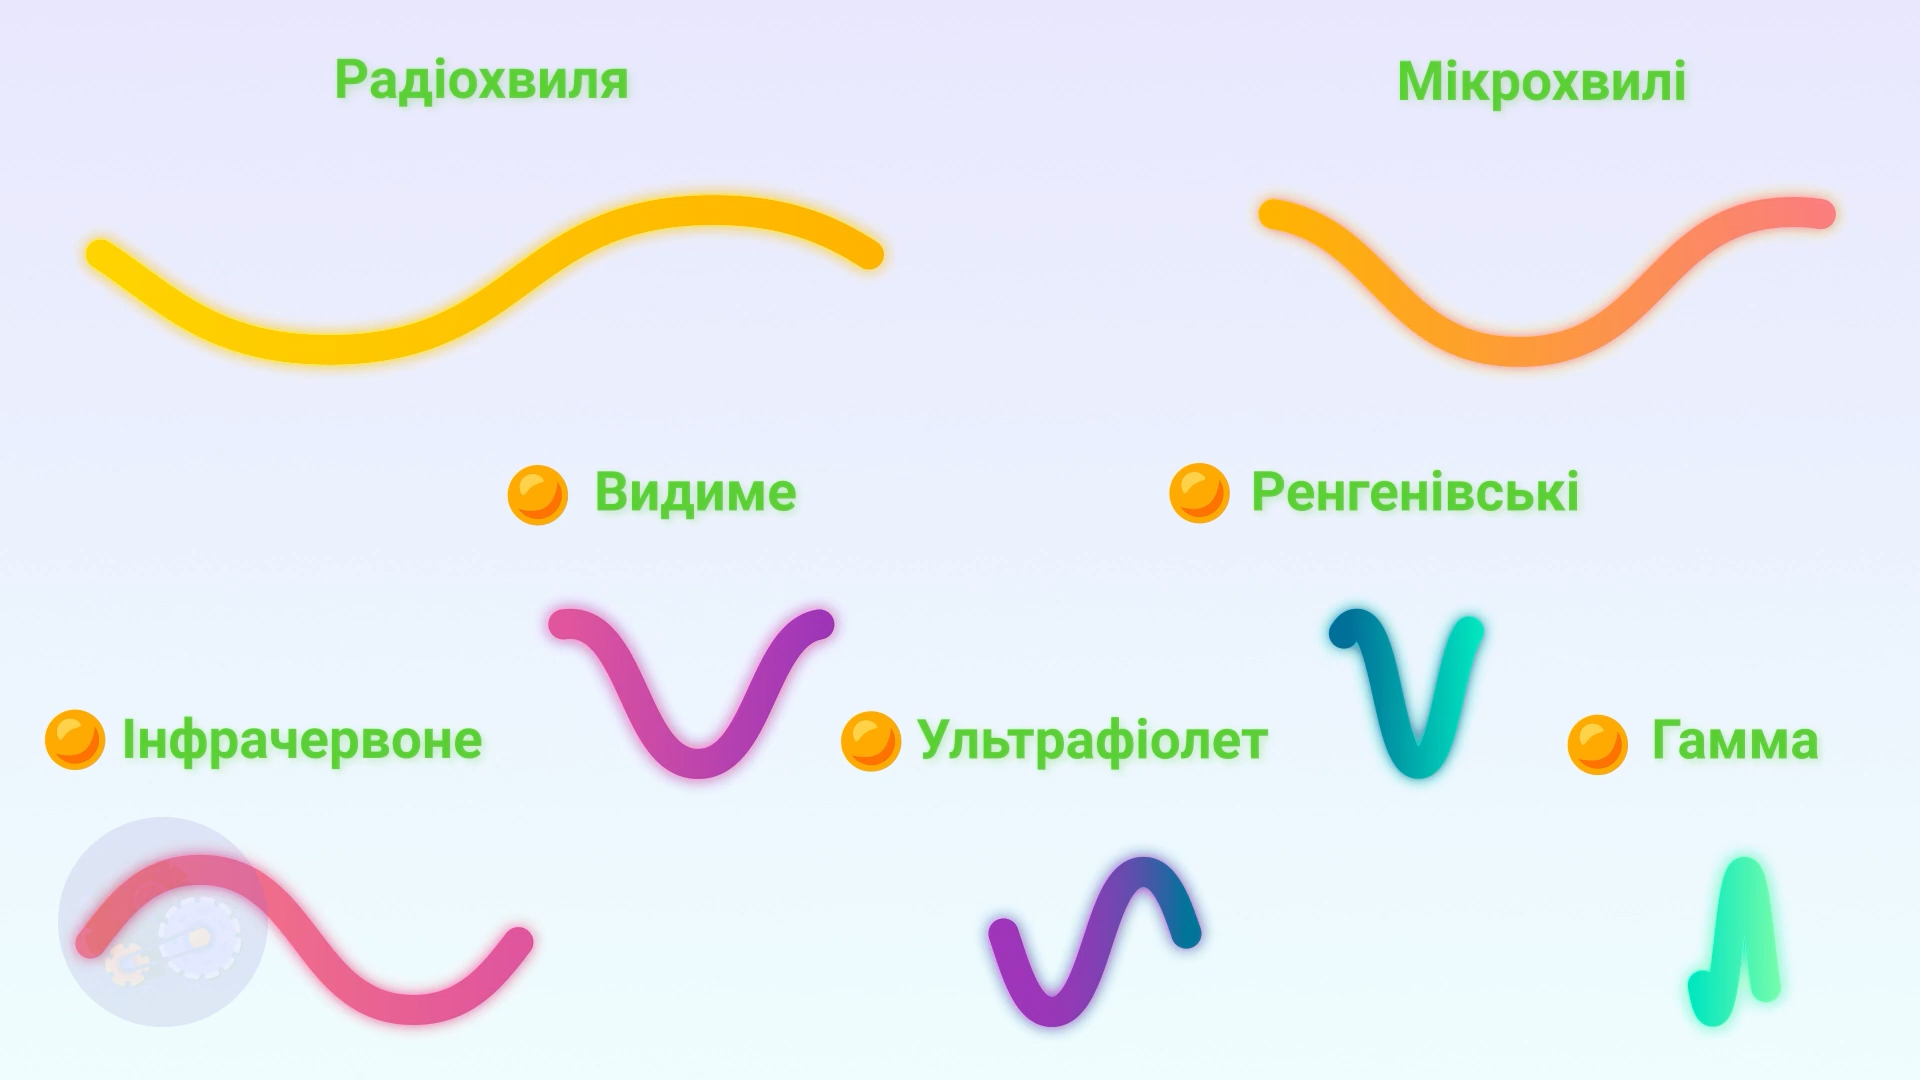 Радіохвиля
Мікрохвилі
Видиме
Ренгенівські
Інфрачервоне
Ультрафіолет
Гамма